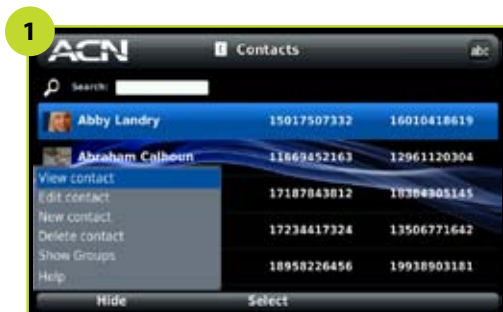 1
ACN Contacts abc
Search:
Abby Landry 15017507332 16010418619
Abraham Calhoun 11669452163 12961120304
View contact
Edit contact 17187843812 18384305145
New contact
Delete contact 17234417324 13506771642
Show Groups
Help 18958226456 19938903181
Hide Select